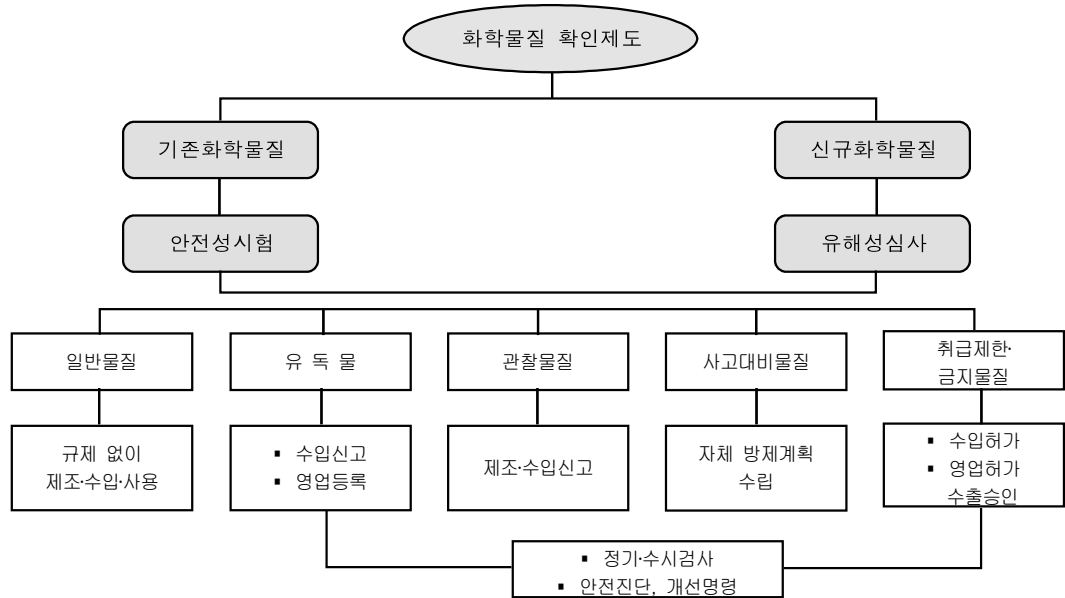 화학물질 확인제도
기존화학물질
신규화학물질
안전성시험
유해성심사
일반물질
유 독 물
관찰물질
사고대비물질
취급제한·
금지물질
규제 없이
제조·수입·사용
▪ 수입신고
▪ 영업등록
제조·수입신고
자체 방제계획
수립
▪ 수입허가
▪ 영업허가
수출승인
▪ 정기·수시검사
▪ 안전진단, 개선명령